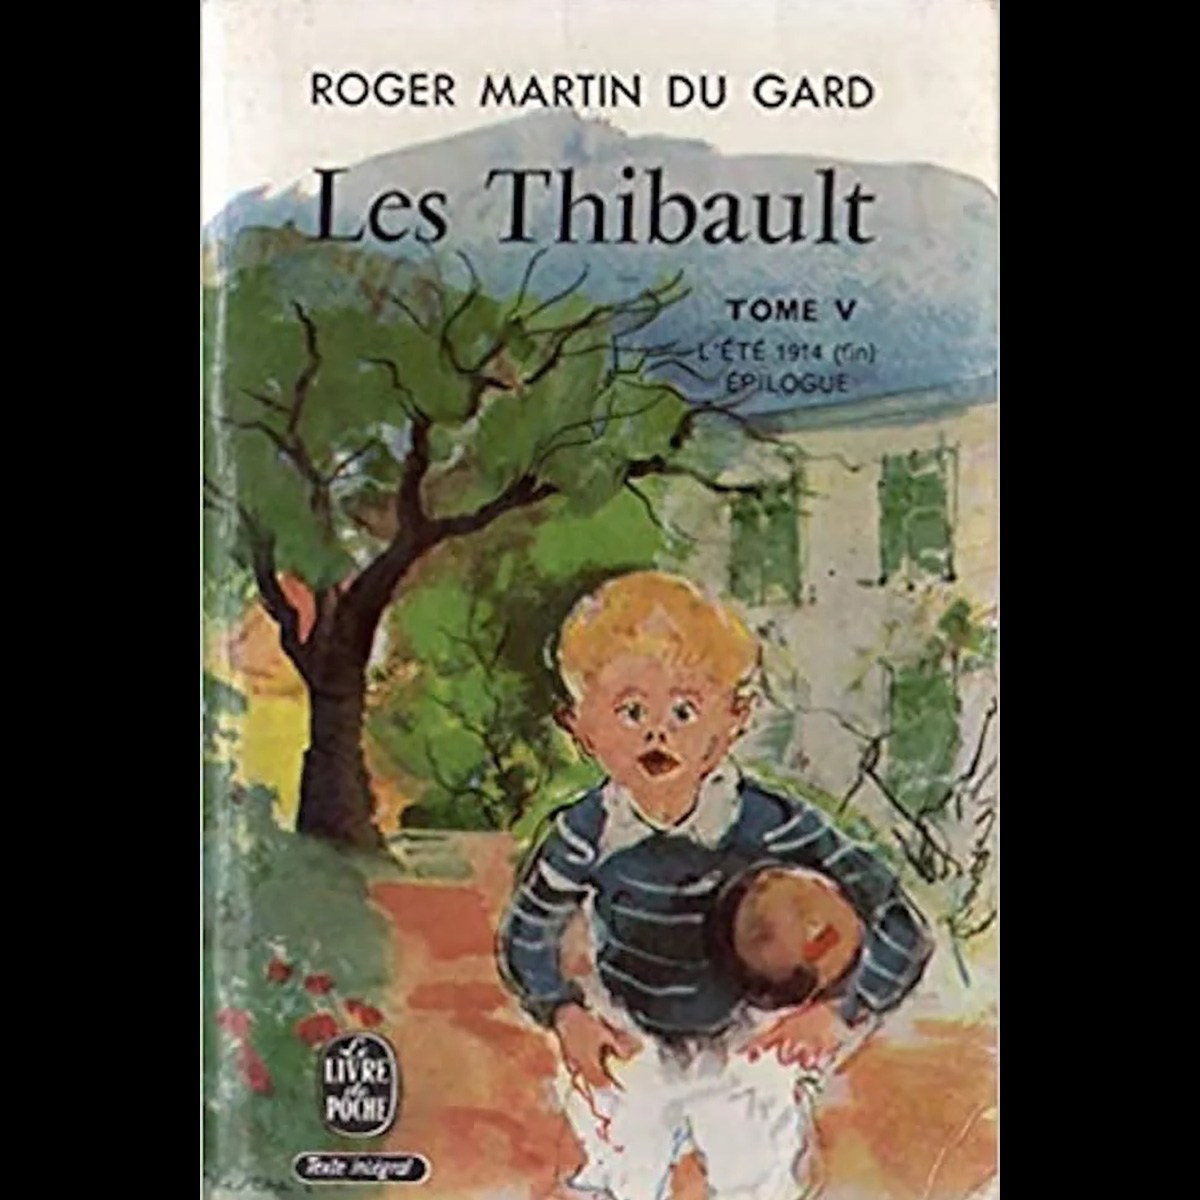 ROGER MARTIN DU GARD
Les Thibault
TOME V
L'ÉTÉ 1914 (fin)
ÉPILOGUE
Le
LIVRE
de
POCHE
Texte intégral